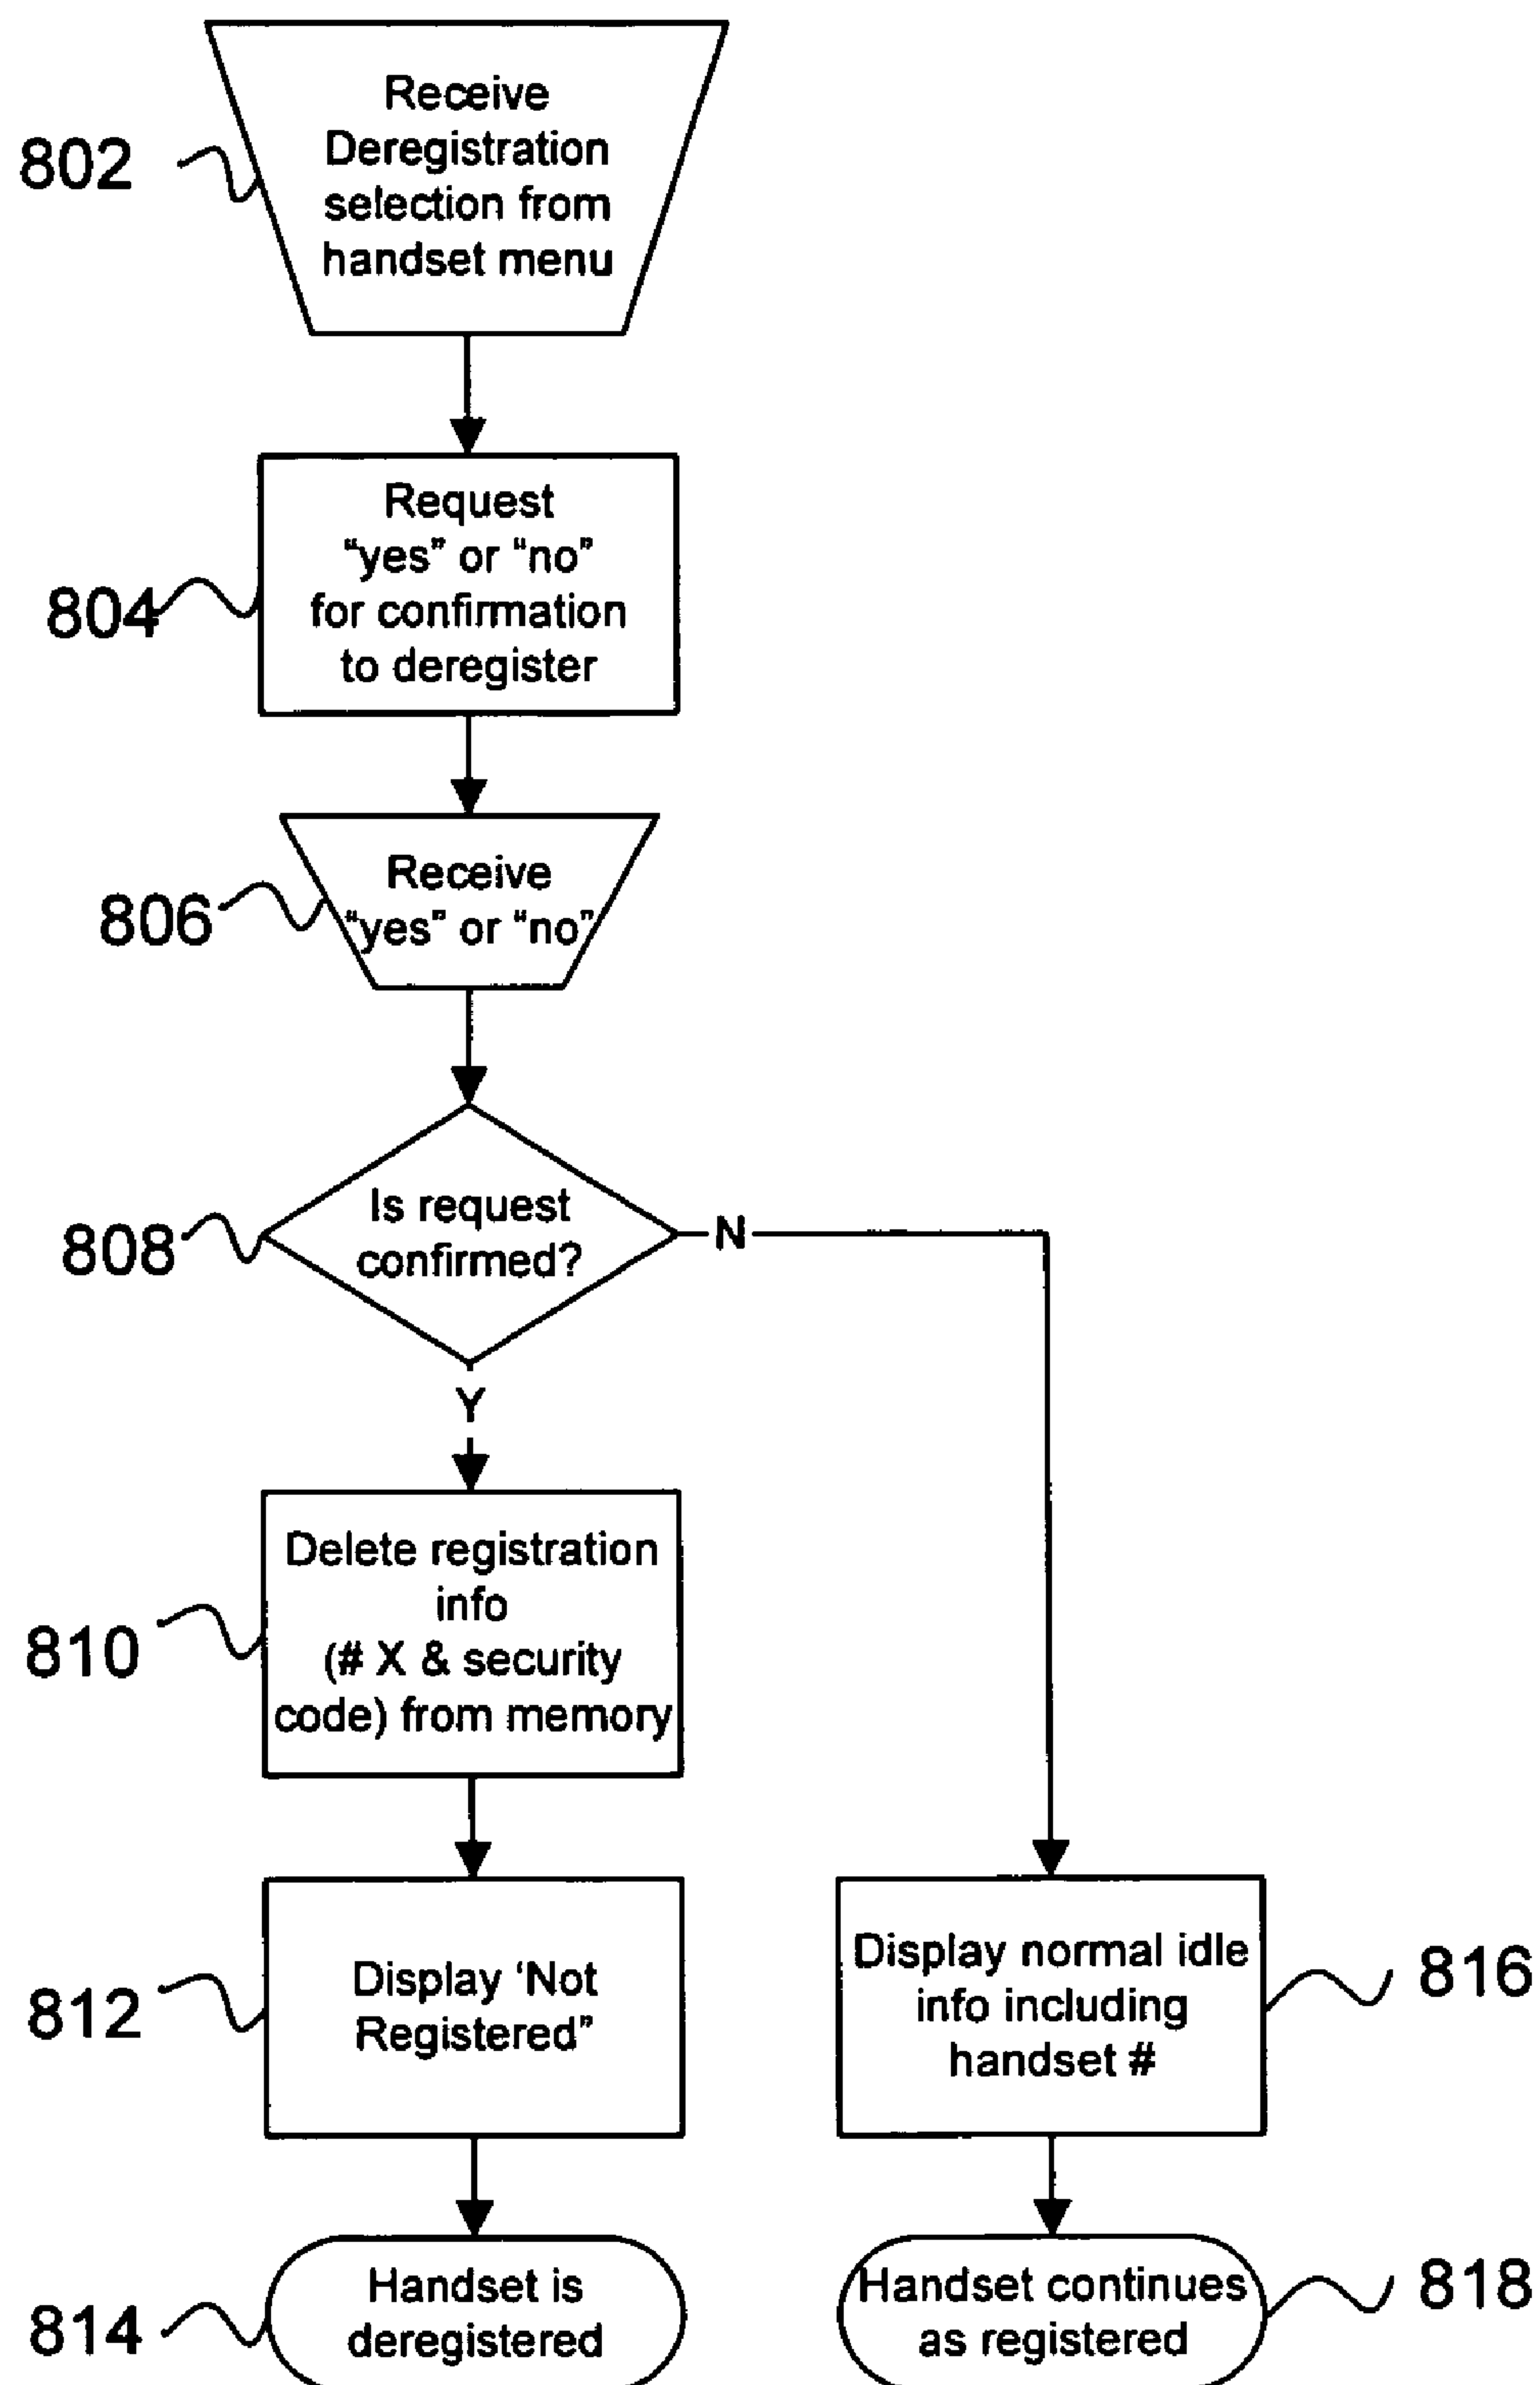 802
Receive
Deregistration
selection from
handset menu
804
Request
“yes” or “no”
for confirmation
to deregister
806
Receive
“yes” or “no”
808
Is request
confirmed?
N
Y
810
Delete registration
info
(# X & security
code) from memory
812
Display ‘Not
Registered”
Display normal idle
info including
handset #
816
814
Handset is
deregistered
Handset continues
as registered
818